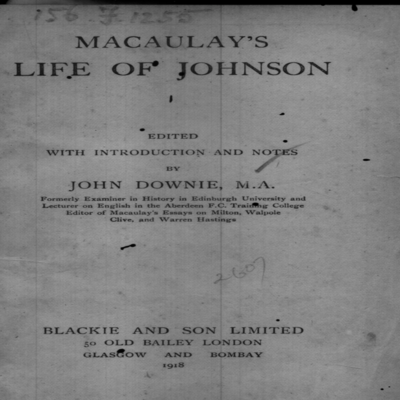 MACAULAY'S
LIFE OF JOHNSON
EDITED
WITH INTRODUCTION AND NOTES
BY
JOHN DOWNIE, M.A.
Formerly Examiner in History in Edinburgh University and
Lecturer on English in the Aberdeen F.C. Training College
Editor of Macaulay's Essays on Milton, Walpole
Clive, and Warren Hastings
2607
BLACKIE AND SON LIMITED
50 OLD BAILEY LONDON
GLASGOW AND BOMBAY
1918